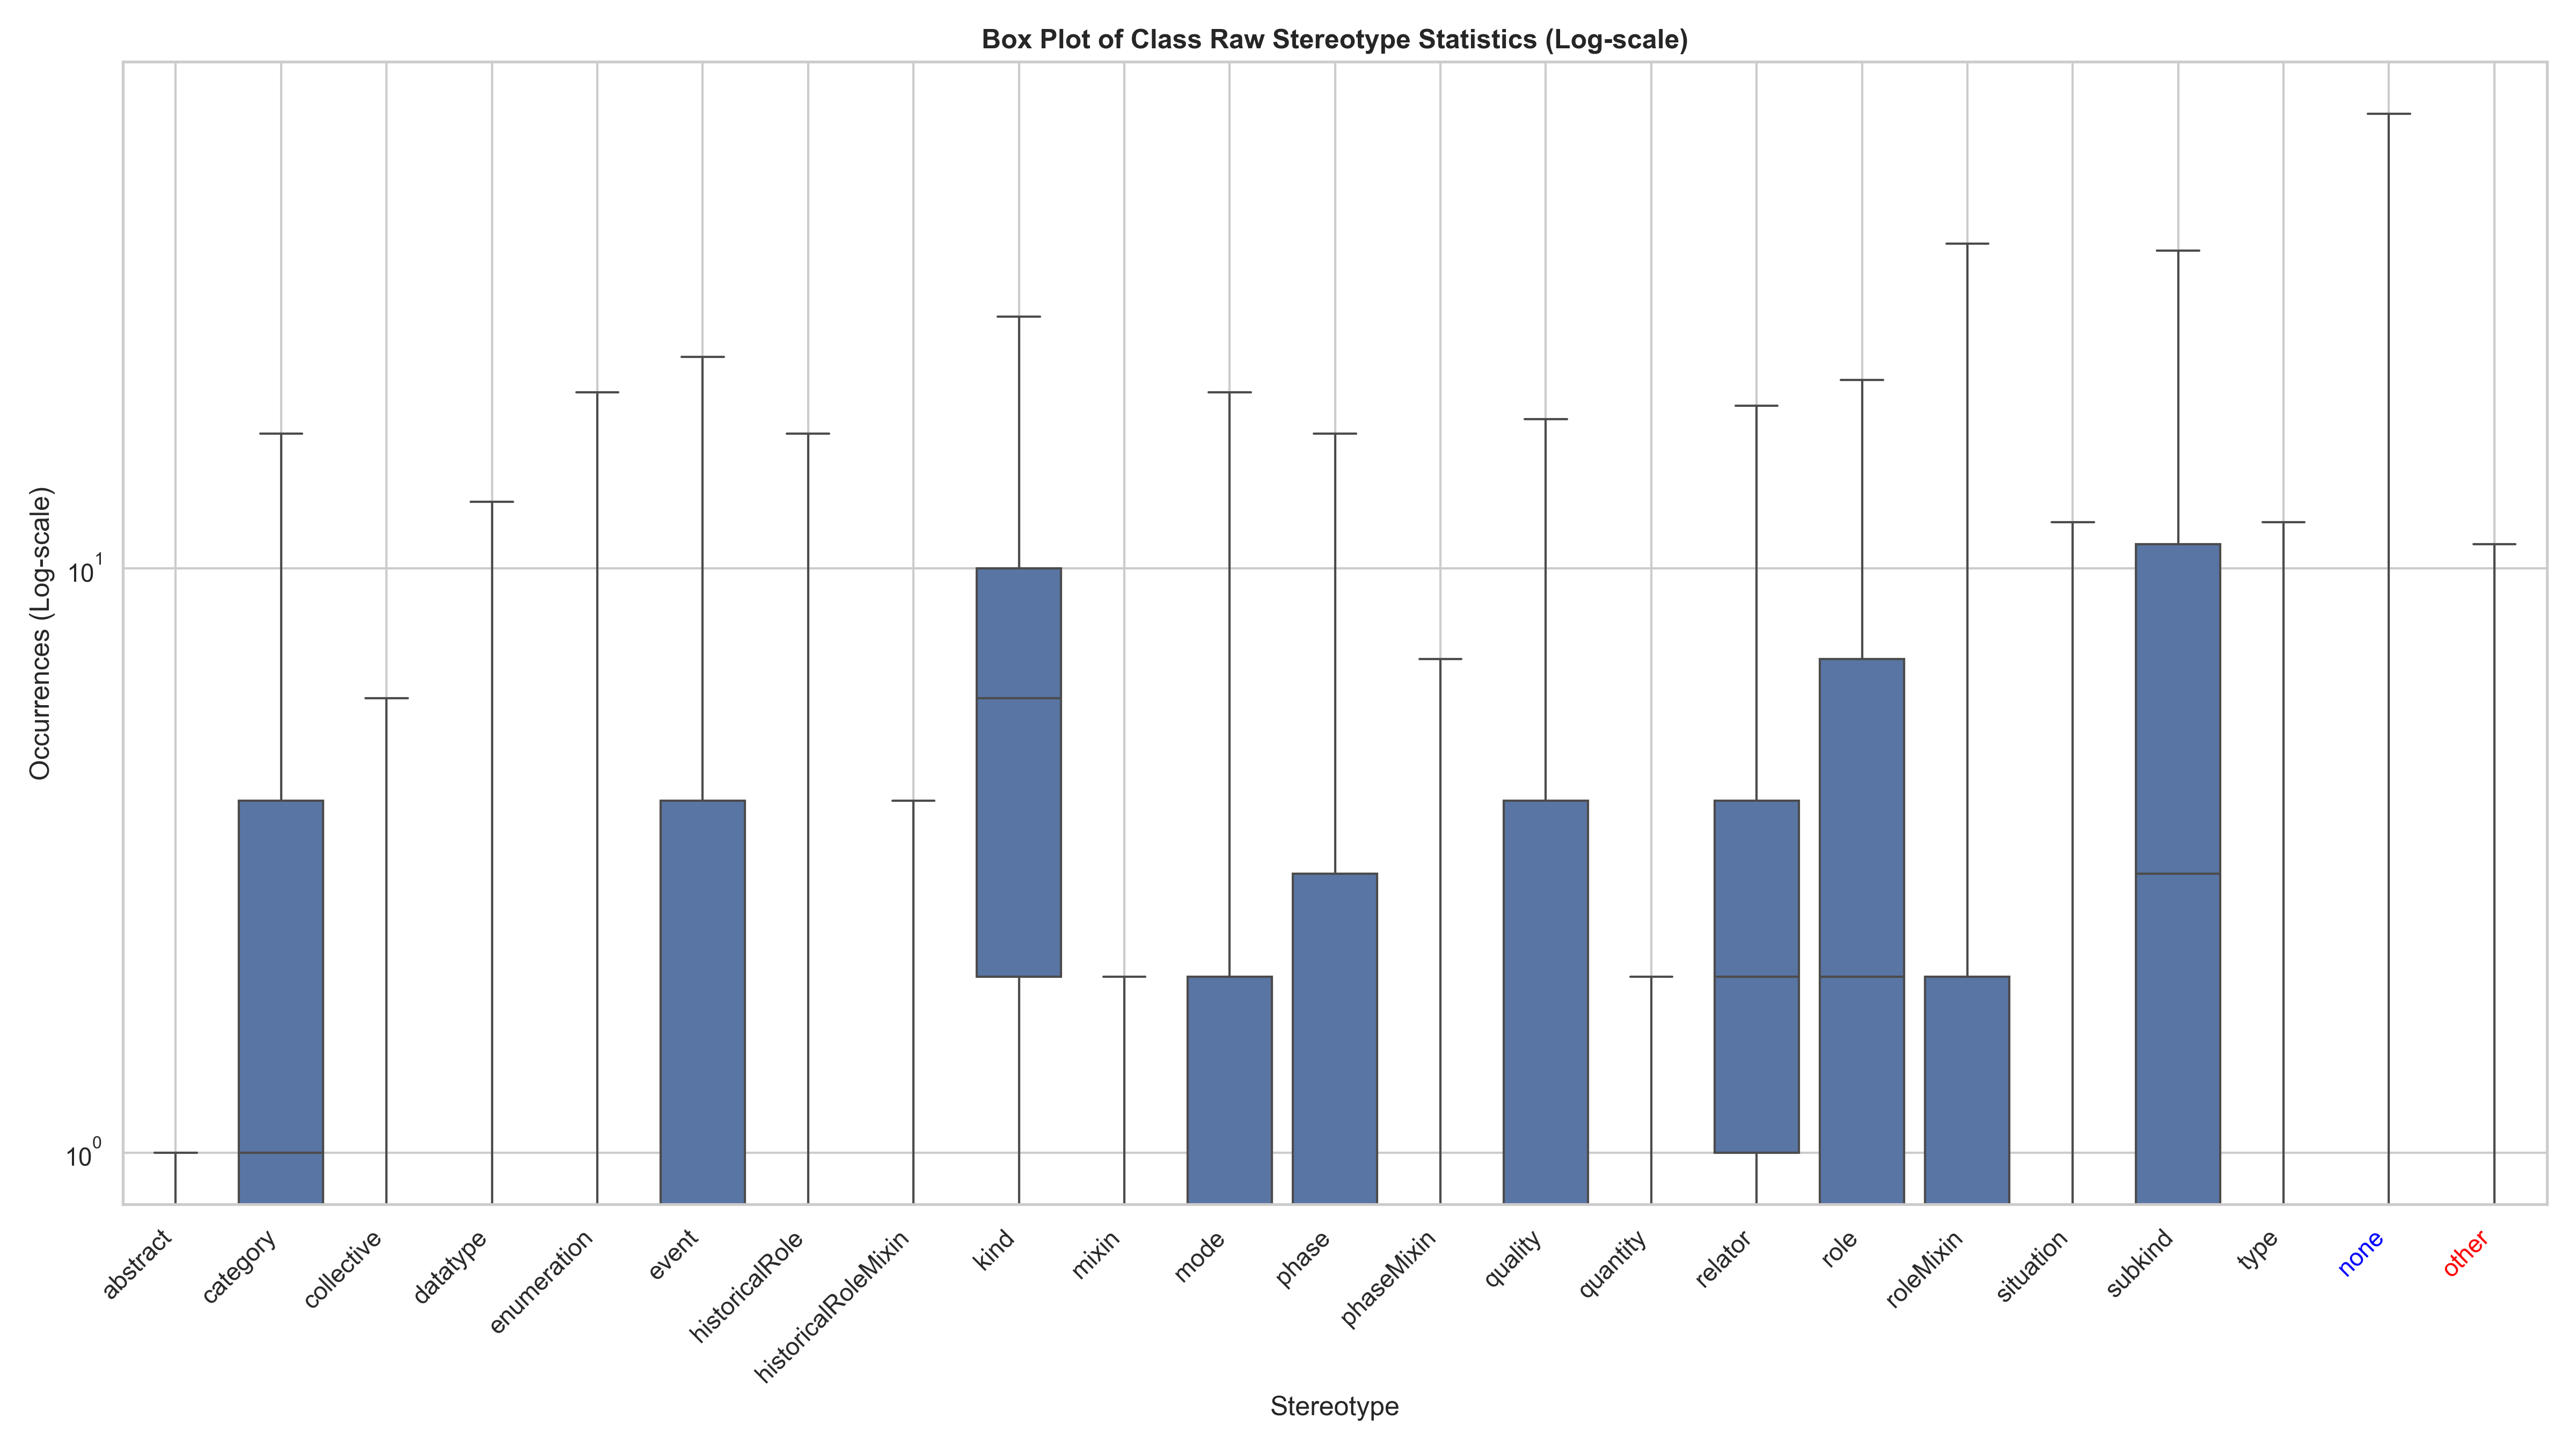 Box Plot of Class Raw Stereotype Statistics (Log-scale)
Occurrences (Log-scale)
10^1
10^0
abstract
category
collective
datatype
enumeration
event
historicalRole
historicalRoleMixin
kind
mixin
mode
phase
phaseMixin
quality
quantity
relator
role
roleMixin
situation
subkind
type
none
other
Stereotype